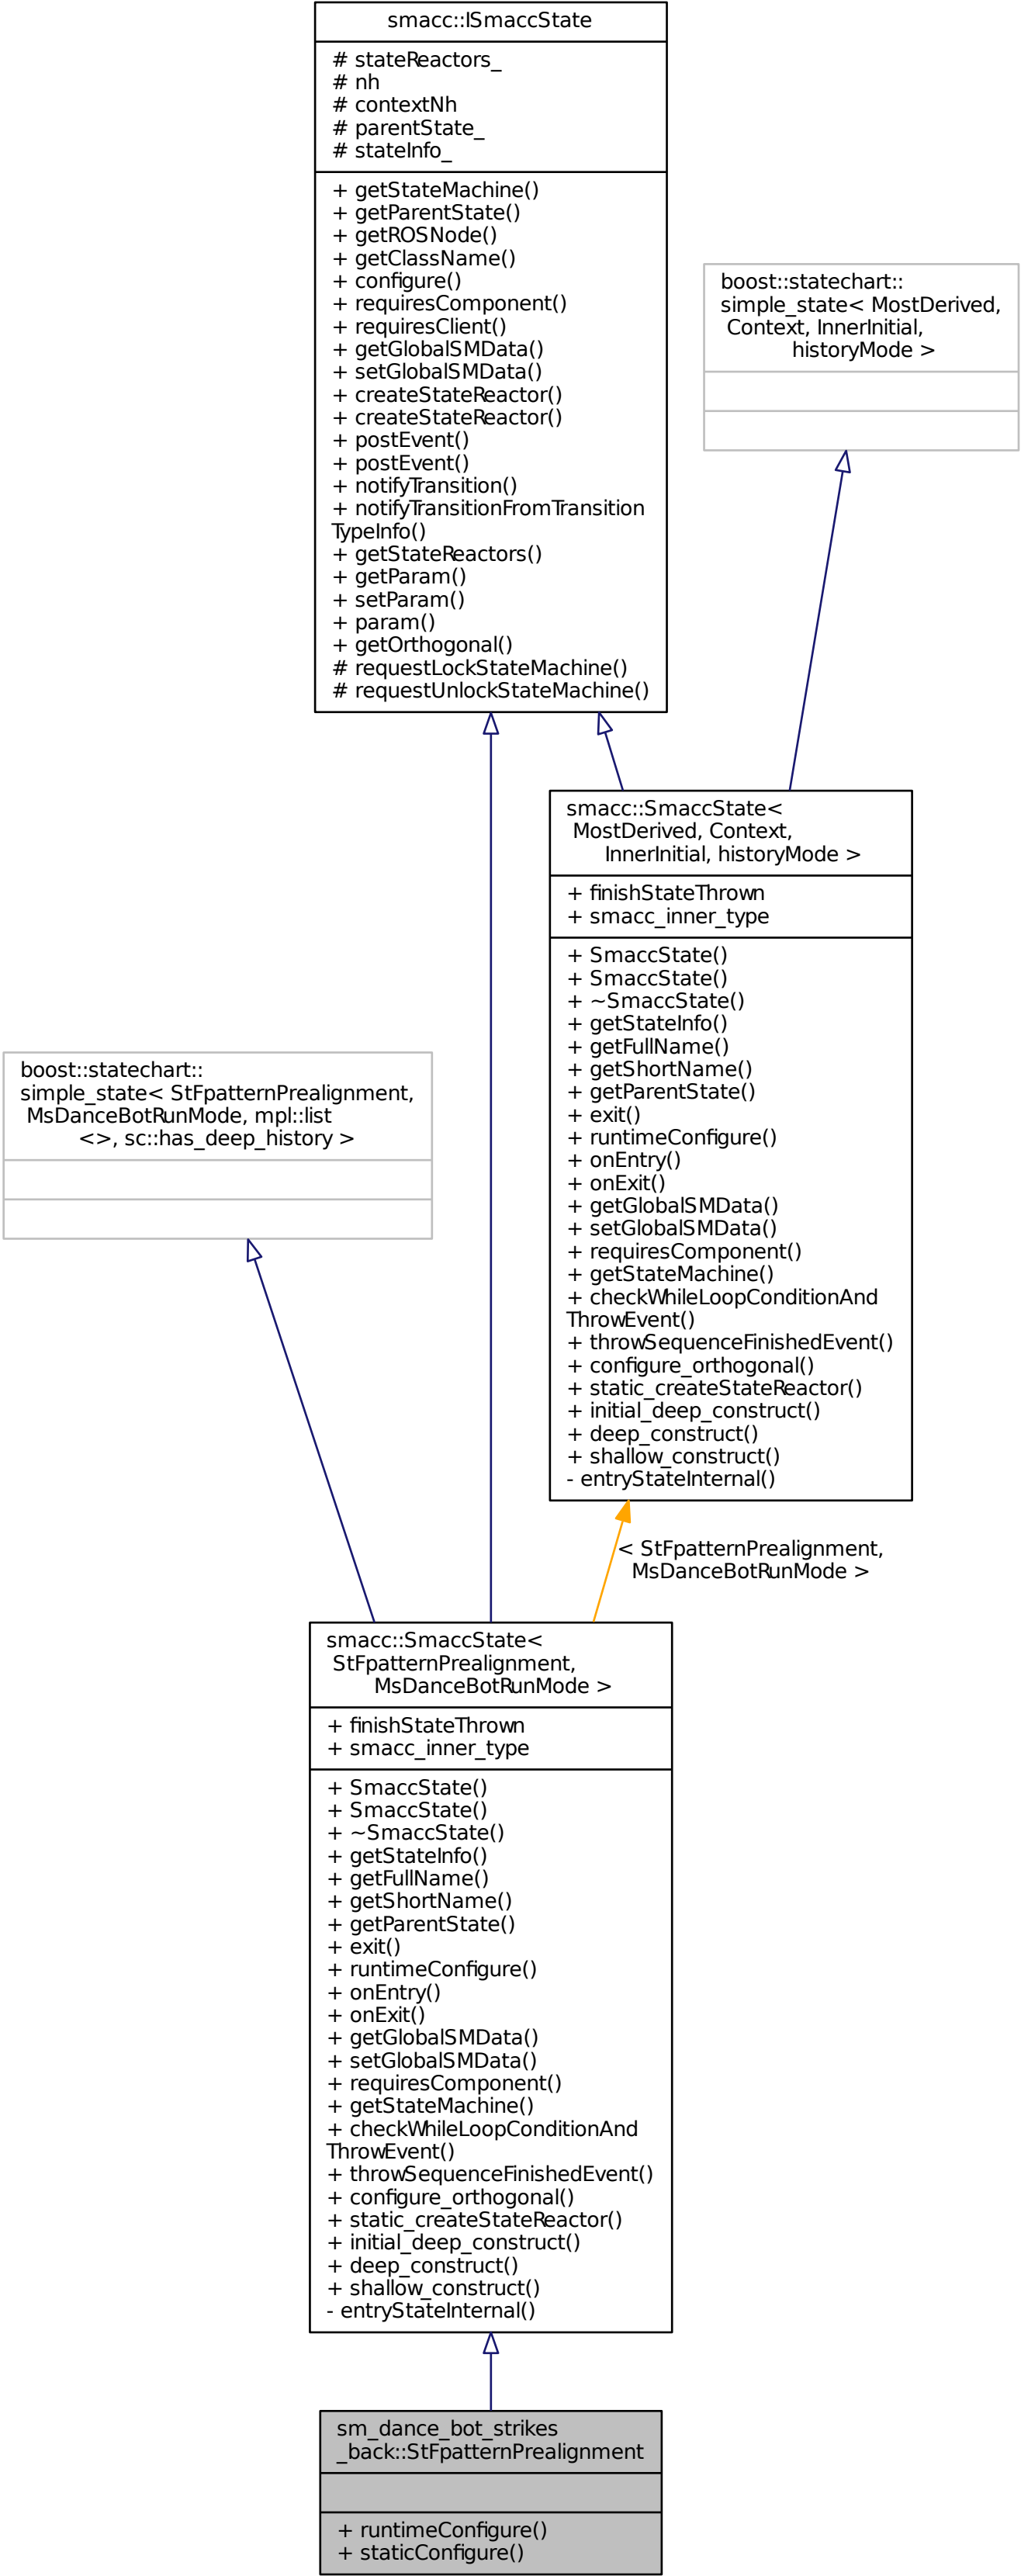 smacc::ISmaccState
# stateReactors_
# nh
# contextNh
# parentState_
# stateInfo_
+ getStateMachine()
+ getParentState()
+ getROSNode()
+ getClassName()
+ configure()
+ requiresComponent()
+ requiresClient()
+ getGlobalSMData()
+ setGlobalSMData()
+ createStateReactor()
+ createStateReactor()
+ postEvent()
+ postEvent()
+ notifyTransition()
+ notifyTransitionFromTransition
TypeInfo()
+ getStateReactors()
+ getParam()
+ setParam()
+ param()
+ getOrthogonal()
# requestLockStateMachine()
# requestUnlockStateMachine()
boost::statechart::
simple_state< MostDerived,
Context, InnerInitial,
historyMode >
smacc::SmaccState<
MostDerived, Context,
InnerInitial, historyMode >
+ finishStateThrown
+ smacc_inner_type
+ SmaccState()
+ SmaccState()
+ ~SmaccState()
+ getStateInfo()
+ getFullName()
+ getShortName()
+ getParentState()
+ exit()
+ runtimeConfigure()
+ onEntry()
+ onExit()
+ getGlobalSMData()
+ setGlobalSMData()
+ requiresComponent()
+ getStateMachine()
+ checkWhileLoopConditionAnd
ThrowEvent()
+ throwSequenceFinishedEvent()
+ configure_orthogonal()
+ static_createStateReactor()
+ initial_deep_construct()
+ deep_construct()
+ shallow_construct()
- entryStateInternal()
boost::statechart::
simple_state< StFpatternPrealignment,
MsDanceBotRunMode, mpl::list
<>, sc::has_deep_history >
< StFpatternPrealignment,
MsDanceBotRunMode >
smacc::SmaccState<
StFpatternPrealignment,
MsDanceBotRunMode >
+ finishStateThrown
+ smacc_inner_type
+ SmaccState()
+ SmaccState()
+ ~SmaccState()
+ getStateInfo()
+ getFullName()
+ getShortName()
+ getParentState()
+ exit()
+ runtimeConfigure()
+ onEntry()
+ onExit()
+ getGlobalSMData()
+ setGlobalSMData()
+ requiresComponent()
+ getStateMachine()
+ checkWhileLoopConditionAnd
ThrowEvent()
+ throwSequenceFinishedEvent()
+ configure_orthogonal()
+ static_createStateReactor()
+ initial_deep_construct()
+ deep_construct()
+ shallow_construct()
- entryStateInternal()
sm_dance_bot_strikes
_back::StFpatternPrealignment
+ runtimeConfigure()
+ staticConfigure()